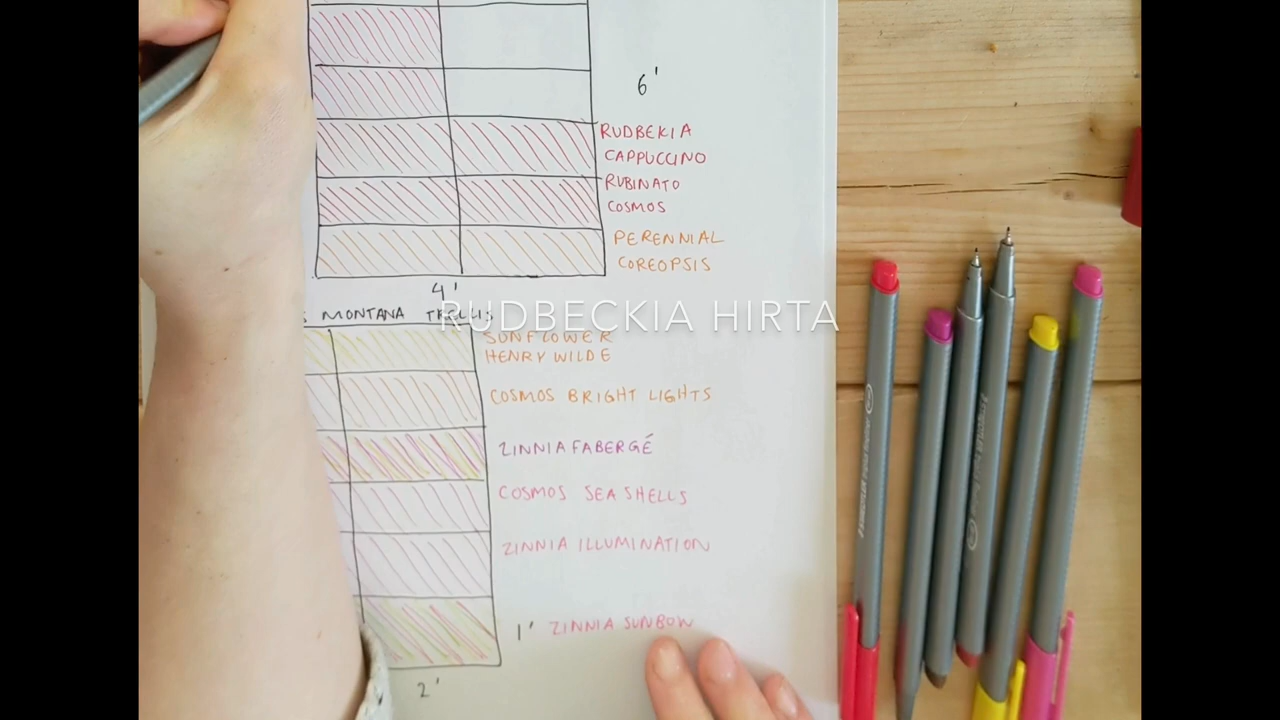 6'
RUDBEKIA
CAPPUCCINO
RUBINATO
COSMOS
PERENNIAL
COREOPSIS
4'
MONTANA TRELLIS
RUDBECKIA HIRTA
SUNFLOWER
HENRY WILDE
COSMOS BRIGHT LIGHTS
ZINNIA FABERGÉ
COSMOS SEA SHELLS
ZINNIA ILLUMINATION
1' ZINNIA SUNBOW
2'